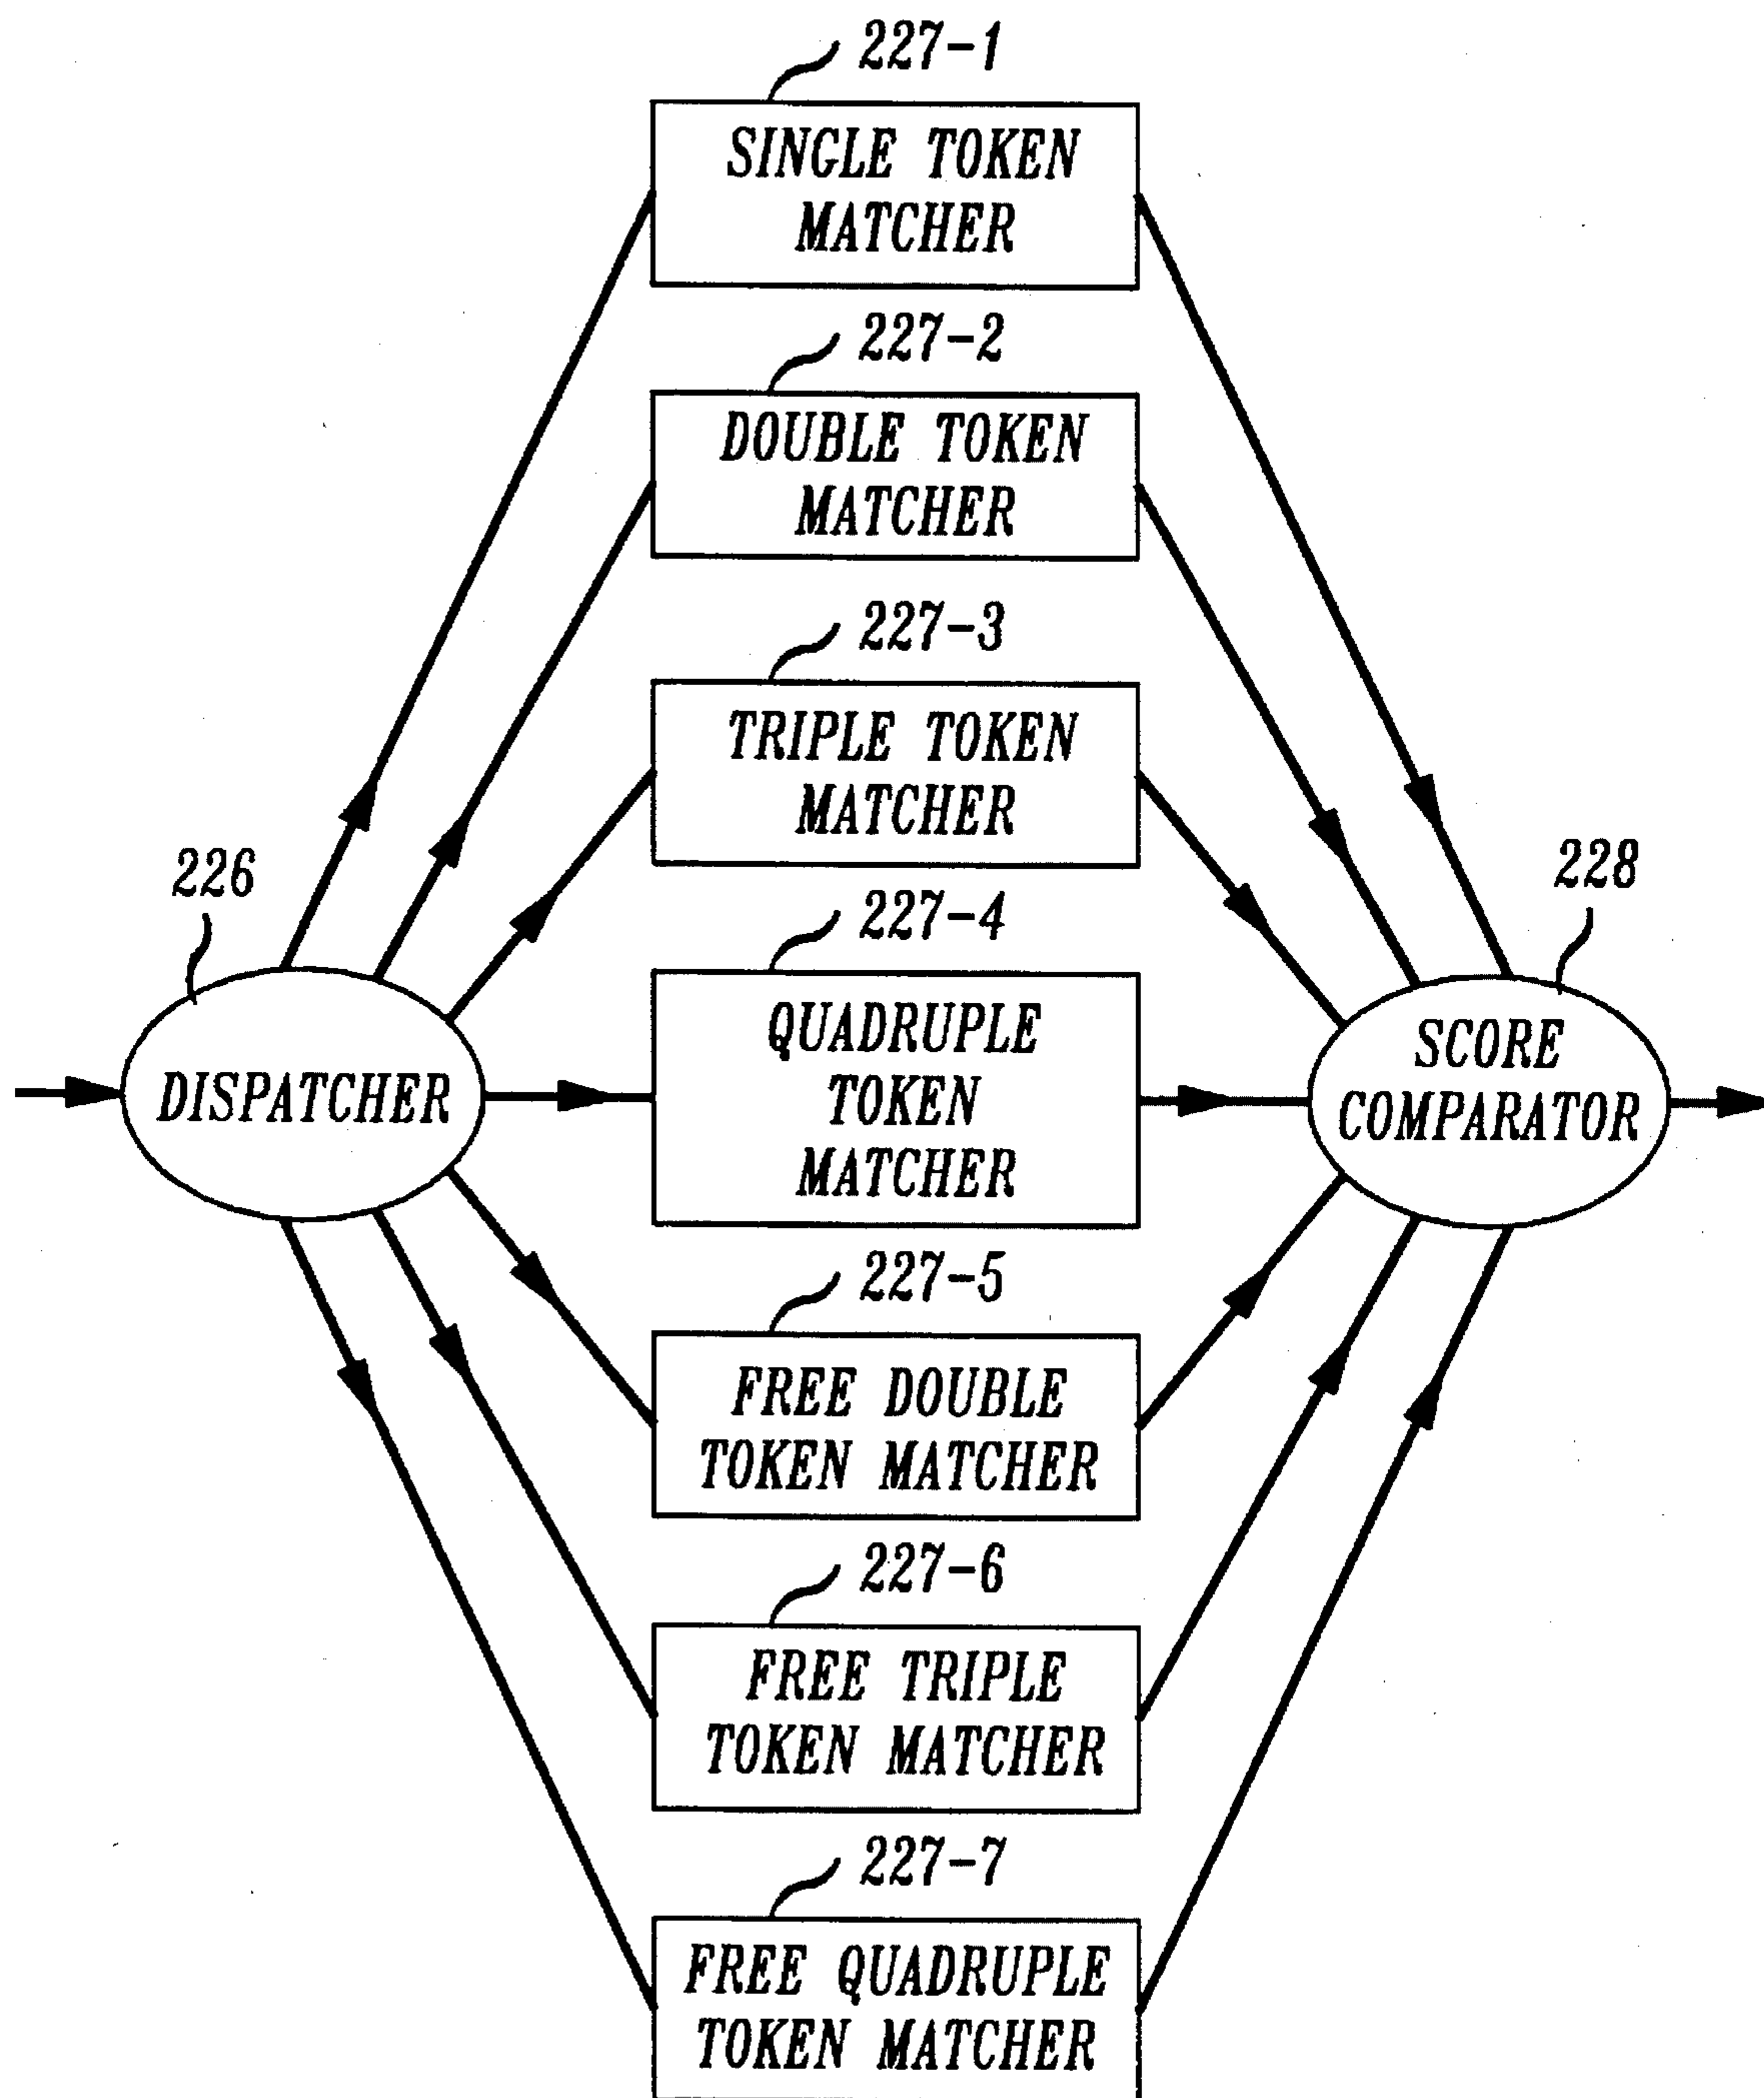 227-1
SINGLE TOKEN
MATCHER
227-2
DOUBLE TOKEN
MATCHER
227-3
TRIPLE TOKEN
MATCHER
226
228
227-4
DISPATCHER
QUADRUPLE
TOKEN
MATCHER
SCORE
COMPARATOR
227-5
FREE DOUBLE
TOKEN MATCHER
227-6
FREE TRIPLE
TOKEN MATCHER
227-7
FREE QUADRUPLE
TOKEN MATCHER